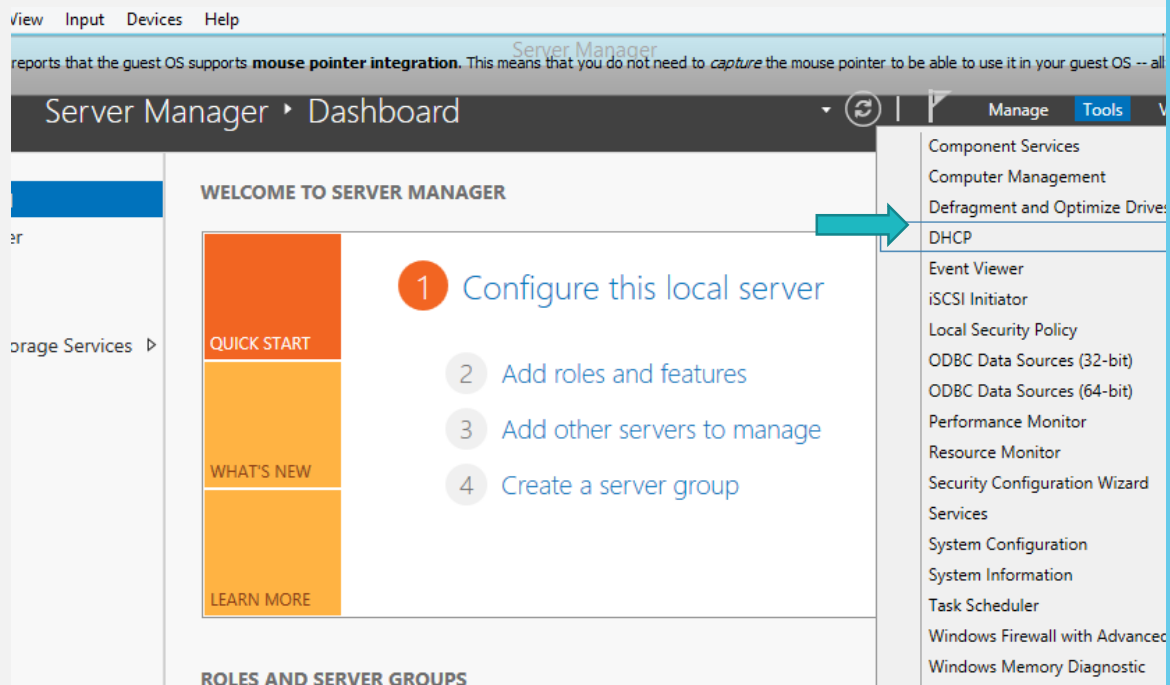 View Input Devices Help
Server Manager
reports that the guest OS supports mouse pointer integration. This means that you do not need to capture the mouse pointer to be able to use it in your guest OS -- all
Server Manager ‣ Dashboard
Manage Tools V
WELCOME TO SERVER MANAGER
er
orage Services
QUICK START
WHAT'S NEW
LEARN MORE
1 Configure this local server
2 Add roles and features
3 Add other servers to manage
4 Create a server group
ROLES AND SERVER GROUPS
Component Services
Computer Management
Defragment and Optimize Drives
DHCP
Event Viewer
iSCSI Initiator
Local Security Policy
ODBC Data Sources (32-bit)
ODBC Data Sources (64-bit)
Performance Monitor
Resource Monitor
Security Configuration Wizard
Services
System Configuration
System Information
Task Scheduler
Windows Firewall with Advanced
Windows Memory Diagnostic